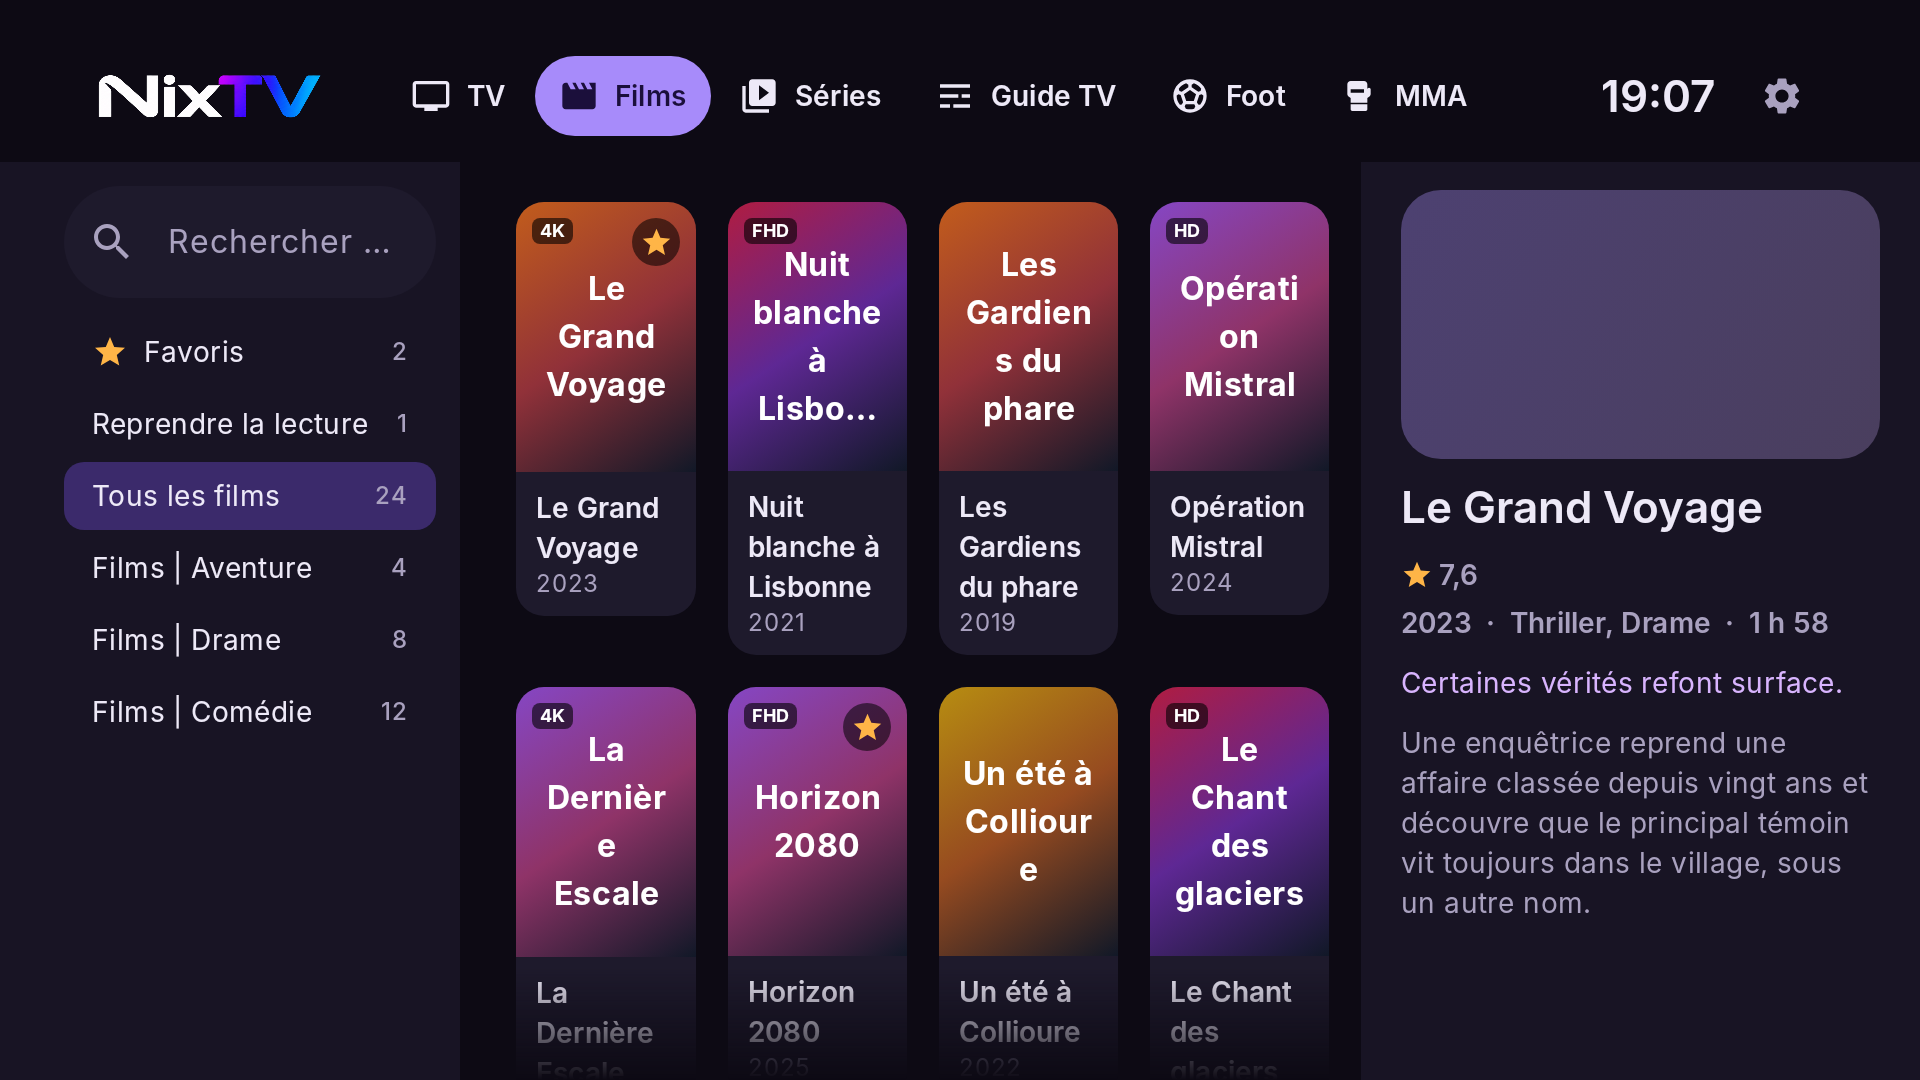 NixTV
TV
Films
Séries
Guide TV
Foot
MMA
19:07
Rechercher ...
Favoris 2
Reprendre la lecture 1
Tous les films 24
Films | Aventure 4
Films | Drame 8
Films | Comédie 12
4K
Le
Grand
Voyage
Le Grand
Voyage
2023
FHD
Nuit
blanche
à
Lisbo...
Nuit
blanche à
Lisbonne
2021
Les
Gardien
s du
phare
Les
Gardiens
du phare
2019
HD
Opérati
on
Mistral
Opération
Mistral
2024
4K
La
Dernièr
e
Escale
La
Dernière
Escale
FHD
Horizon
2080
Horizon
2080
2025
Un été à
Colliour
e
Un été à
Collioure
2022
HD
Le
Chant
des
glaciers
Le Chant
des
glaciers
Le Grand Voyage
7,6
2023 · Thriller, Drame · 1 h 58
Certaines vérités refont surface.
Une enquêtrice reprend une
affaire classée depuis vingt ans et
découvre que le principal témoin
vit toujours dans le village, sous
un autre nom.